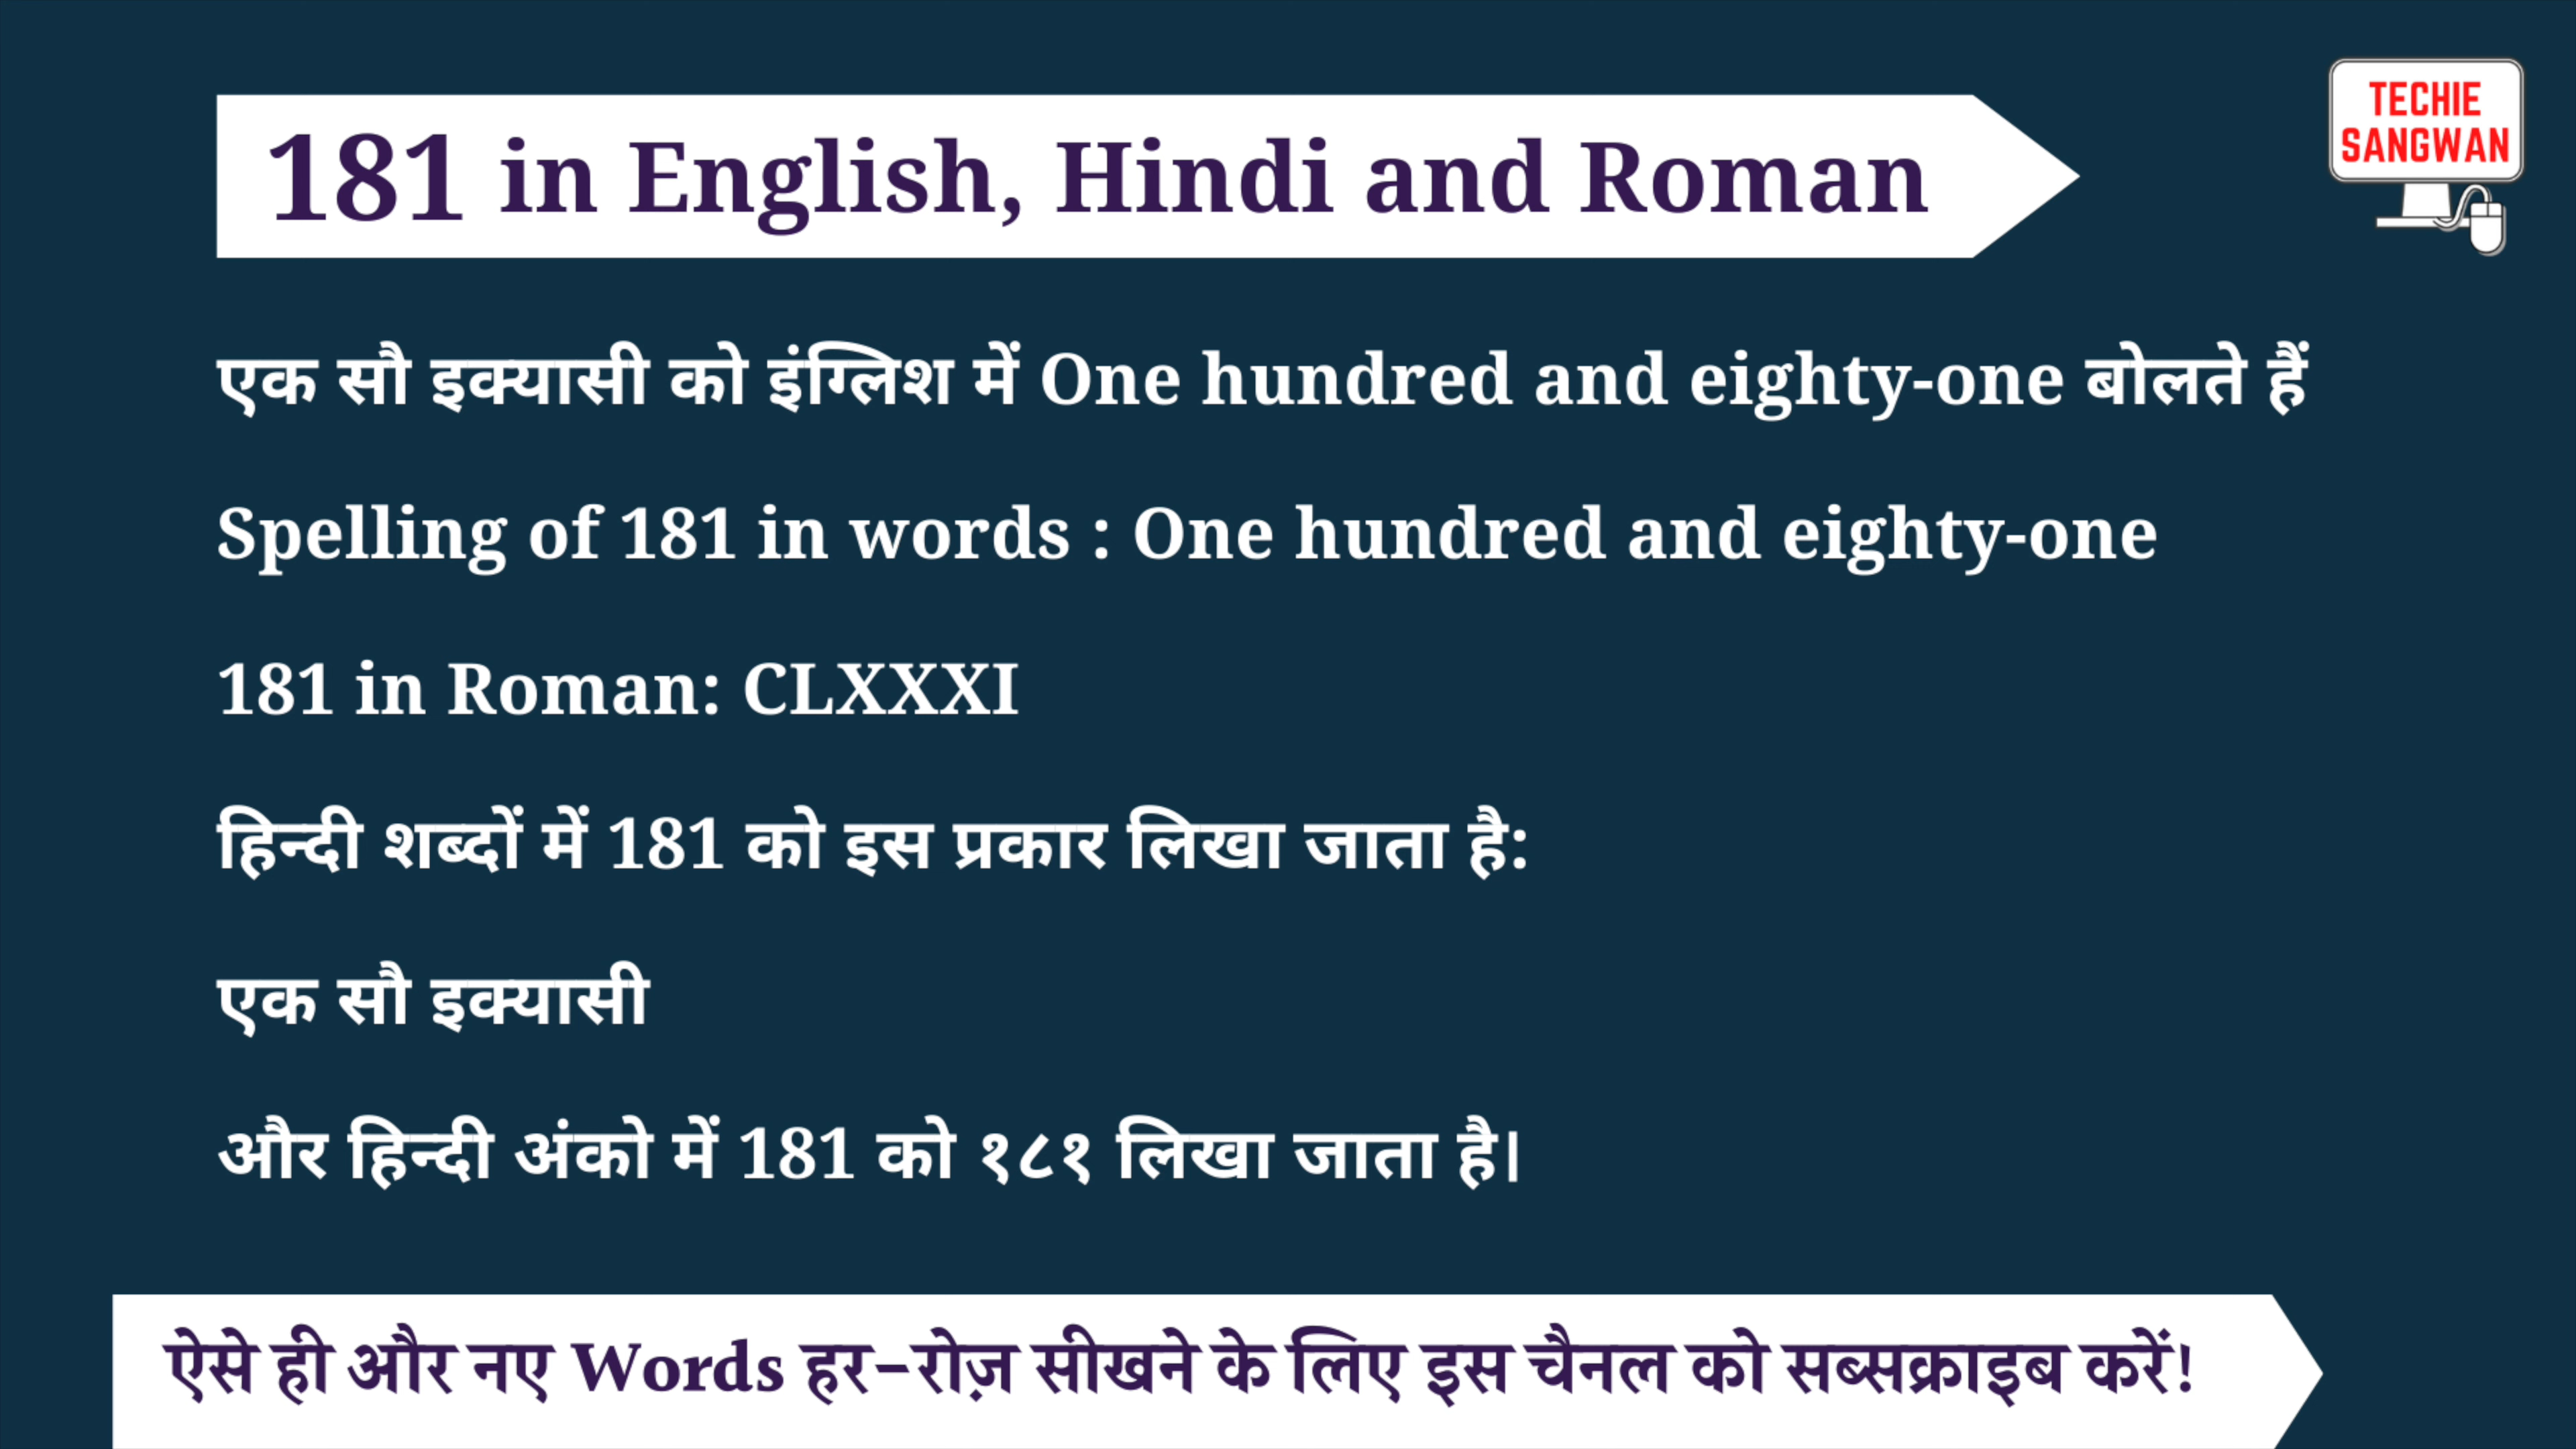 181 in English, Hindi and Roman
TECHIE
SANGWAN
एक सौ इक्यासी को इंग्लिश में One hundred and eighty-one बोलते हैं
Spelling of 181 in words : One hundred and eighty-one
181 in Roman: CLXXXI
हिन्दी शब्दों में 181 को इस प्रकार लिखा जाता है:
एक सौ इक्यासी
और हिन्दी अंको में 181 को १८१ लिखा जाता है।
ऐसे ही और नए Words हर-रोज़ सीखने के लिए इस चैनल को सब्सक्राइब करें!